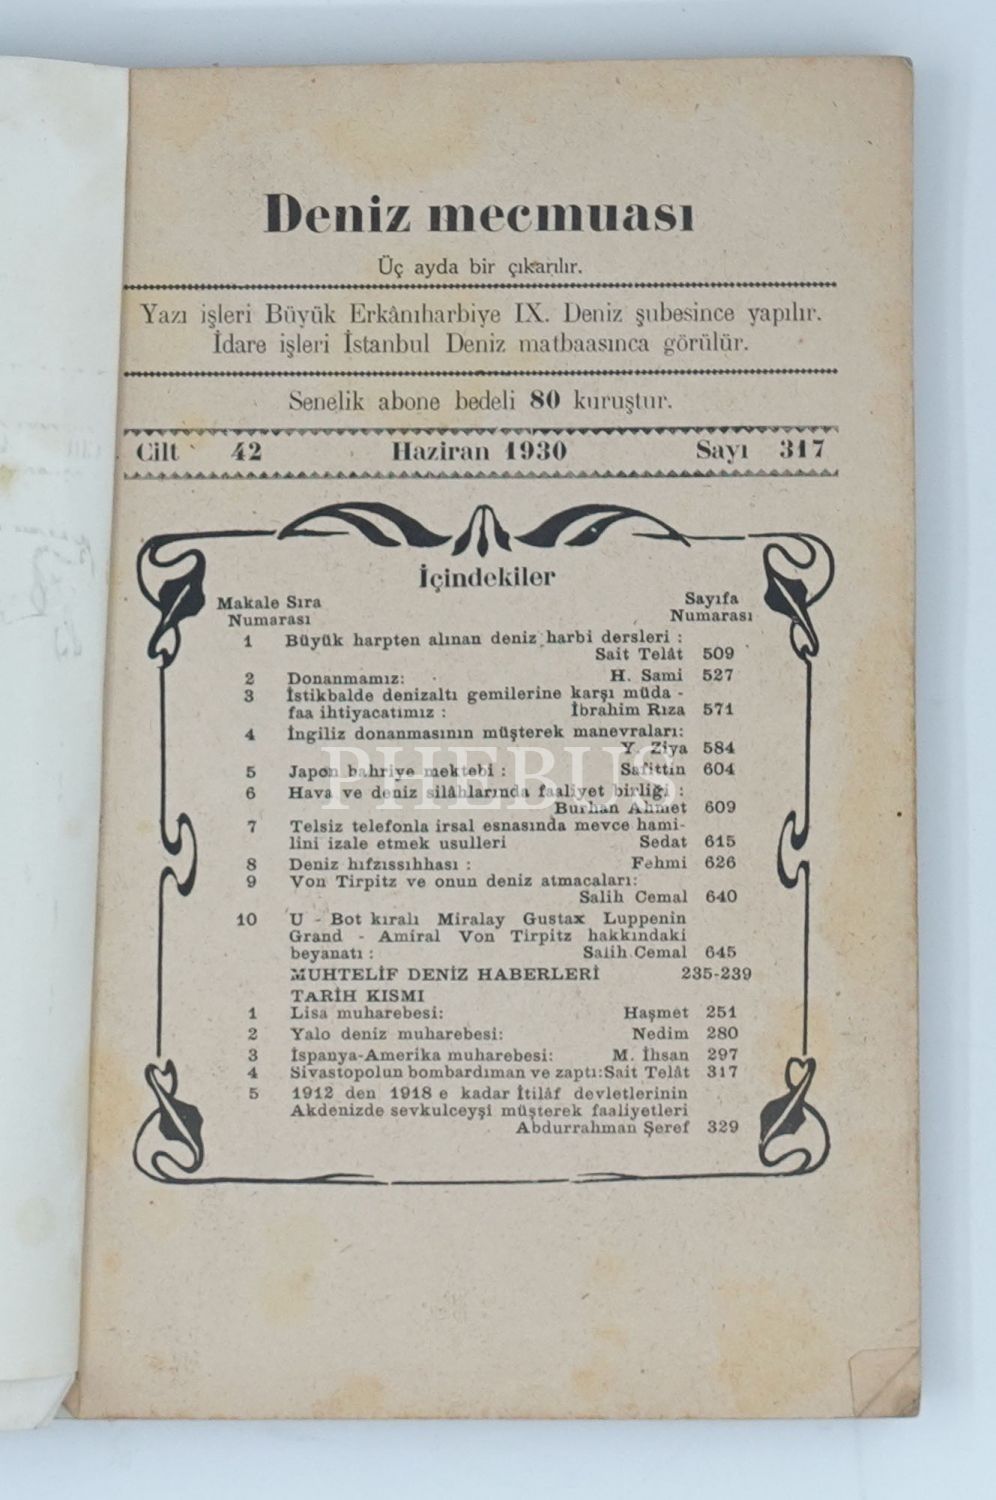 Deniz mecmuası
Üç ayda bir çıkarılır.
Yazı işleri Büyük Erkânıharbiye IX. Deniz şubesince yapılır.
İdare işleri İstanbul Deniz matbaasınca görülür.
Senelik abone bedeli 80 kuruştur.
Cilt 42 Haziran 1930 Sayı 317
İçindekiler
Makale Sıra Sayıfa
Numarası Numarası
1 Büyük harpten alınan deniz harbi dersleri :
Sait Telât 509
2 Donanmamız: H. Sami 527
3 İstikbalde denizaltı gemilerine karşı müda -
faa ihtiyacatımız : İbrahim Rıza 571
4 İngiliz donanmasının müşterek manevraları:
Y. Ziya 584
5 Japon bahriye mektebi : Safittin 604
6 Hava ve deniz silâhlarında faaliyet birliği :
Burhan Ahmet 609
PHEBUS
7 Telsiz telefonla irsal esnasında mevce hami-
lini izale etmek usulleri Sedat 615
8 Deniz hıfzıssıhhası : Fehmi 626
9 Von Tirpitz ve onun deniz atmacaları:
Salih Cemal 640
10 U - Bot kıralı Miralay Gustax Luppenin
Grand - Amiral Von Tirpitz hakkındaki
beyanatı : Salih Cemal 645
MUHTELİF DENİZ HABERLERİ 235-239
TARİH KISMI
1 Lisa muharebesi: Haşmet 251
2 Yalo deniz muharebesi: Nedim 280
3 İspanya-Amerika muharebesi: M. İhsan 297
4 Sivastopolun bombardıman ve zaptı: Sait Telât 317
5 1912 den 1918 e kadar İtilâf devletlerinin
Akdenizde sevkulceyşi müşterek faaliyetleri
Abdurrahman Şeref 329